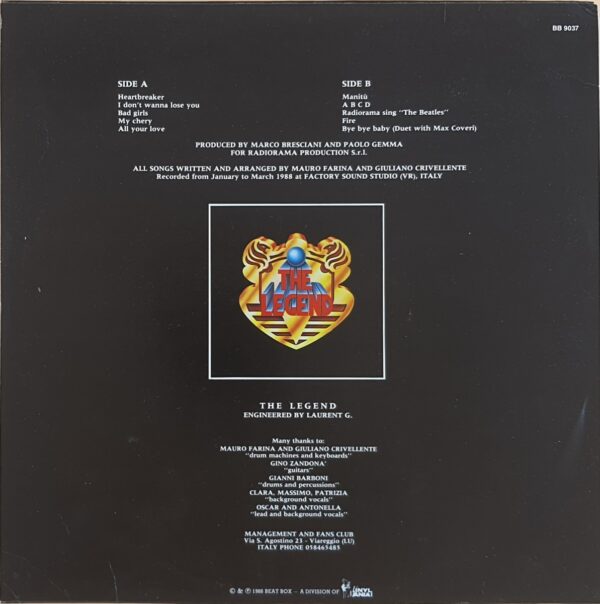 BB 9037
SIDE A
Heartbreaker
I don't wanna lose you
Bad girls
My chery
All your love
SIDE B
Manitù
A B C D
Radiorama sing "The Beatles"
Fire
Bye bye baby (Duet with Max Coveri)
PRODUCED BY MARCO BRESCIANI AND PAOLO GEMMA
FOR RADIORAMA PRODUCTION S.r.l.
ALL SONGS WRITTEN AND ARRANGED BY MAURO FARINA AND GIULIANO CRIVELLENTE
Recorded from January to March 1988 at FACTORY SOUND STUDIO (VR), ITALY
THE
LEGEND
THE LEGEND
ENGINEERED BY LAURENT G.
Many thanks to:
MAURO FARINA AND GIULIANO CRIVELLENTE
"drum machines and keyboards"
GINO ZANDONA'
"guitars"
GIANNI BARBONI
"drums and percussions"
CLARA, MASSIMO, PATRIZIA
"background vocals"
OSCAR AND ANTONELLA
"lead and background vocals"
MANAGEMENT AND FANS CLUB
Via S. Agostino 23 - Viareggio (LU)
ITALY PHONE 058465485
© & ℗ 1988 BEAT BOX - A DIVISION OF